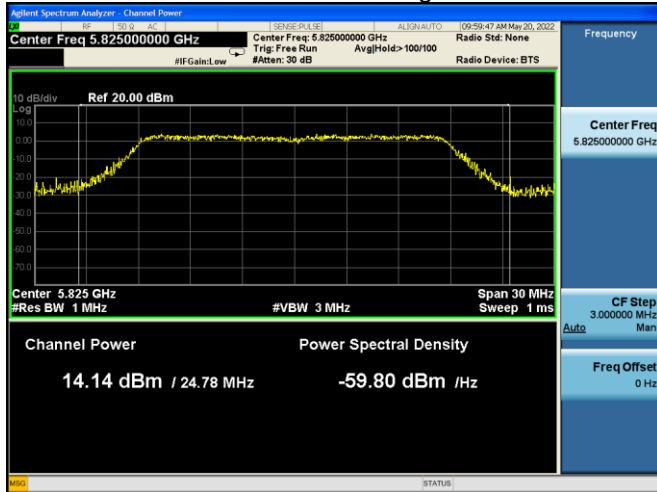 Agilent Spectrum Analyzer - Channel Power
RF 50 Ω AC SENSE:PULSE ALIGNAUTO 09:59:47 AM May 20, 2022
Center Freq 5.825000000 GHz
Center Freq: 5.825000000 GHz
Radio Std: None
Trig: Free Run Avg|Hold:>100/100
#IFGain:Low #Atten: 30 dB Radio Device: BTS
Frequency
10 dB/div Ref 20.00 dBm
Log
10.0
0.00
-10.0
-20.0
-30.0
-40.0
-50.0
-60.0
-70.0
Center Freq
5.825000000 GHz
Center 5.825 GHz Span 30 MHz
#Res BW 1 MHz #VBW 3 MHz Sweep 1 ms
CF Step
3.000000 MHz
Auto Man
Channel Power Power Spectral Density
14.14 dBm / 24.78 MHz -59.80 dBm /Hz
Freq Offset
0 Hz
MSG STATUS